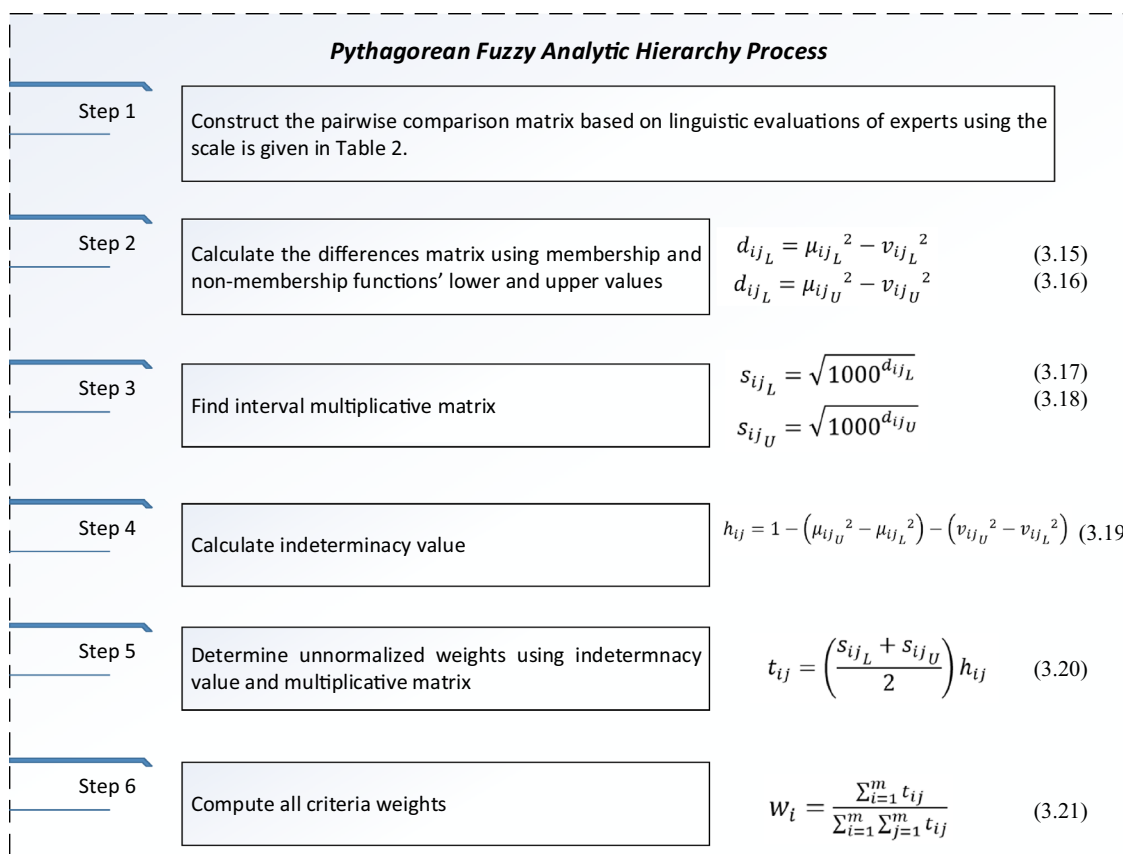 Pythagorean Fuzzy Analytic Hierarchy Process
Step 1
Construct the pairwise comparison matrix based on linguistic evaluations of experts using the
scale is given in Table 2.
Step 2
Calculate the differences matrix using membership and
non-membership functions’ lower and upper values
d_{ij_L} = μ_{ij_L}^2 − v_{ij_L}^2 (3.15)
d_{ij_L} = μ_{ij_U}^2 − v_{ij_U}^2 (3.16)
Step 3
Find interval multiplicative matrix
s_{ij_L} = √(1000^{d_{ij_L}}) (3.17)
s_{ij_U} = √(1000^{d_{ij_U}}) (3.18)
Step 4
Calculate indeterminacy value
h_{ij} = 1 − (μ_{ij_U}^2 − μ_{ij_L}^2) − (v_{ij_U}^2 − v_{ij_L}^2) (3.19
Step 5
Determine unnormalized weights using indetermnacy
value and multiplicative matrix
t_{ij} = ((s_{ij_L} + s_{ij_U})/2) h_{ij} (3.20)
Step 6
Compute all criteria weights
w_i = (∑_{i=1}^m t_{ij})/(∑_{i=1}^m ∑_{j=1}^m t_{ij}) (3.21)